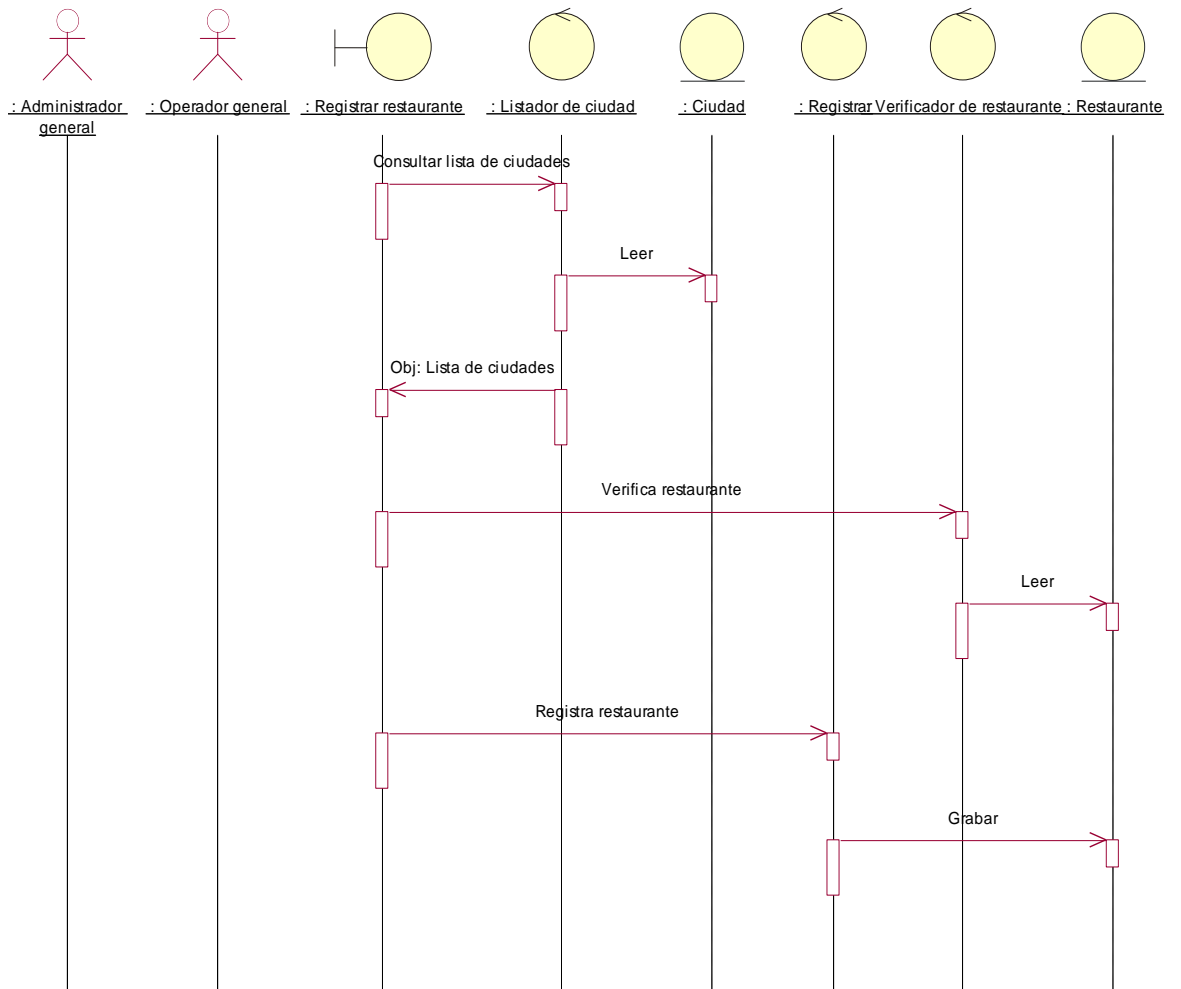 : Administrador
general
: Operador general
: Registrar restaurante
: Listador de ciudad
: Ciudad
: Registrar
Verificador de restaurante
: Restaurante
Consultar lista de ciudades
Leer
Obj: Lista de ciudades
Verifica restaurante
Leer
Registra restaurante
Grabar